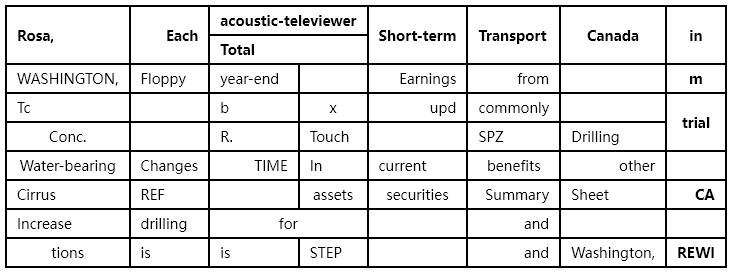 Rosa, Each acoustic-televiewer Short-term Transport Canada in
Total
WASHINGTON, Floppy year-end Earnings from m
Tc b x upd commonly
trial
Conc. R. Touch SPZ Drilling
Water-bearing Changes TIME In current benefits other
Cirrus REF assets securities Summary Sheet CA
Increase drilling for and
tions is is STEP and Washington, REWI